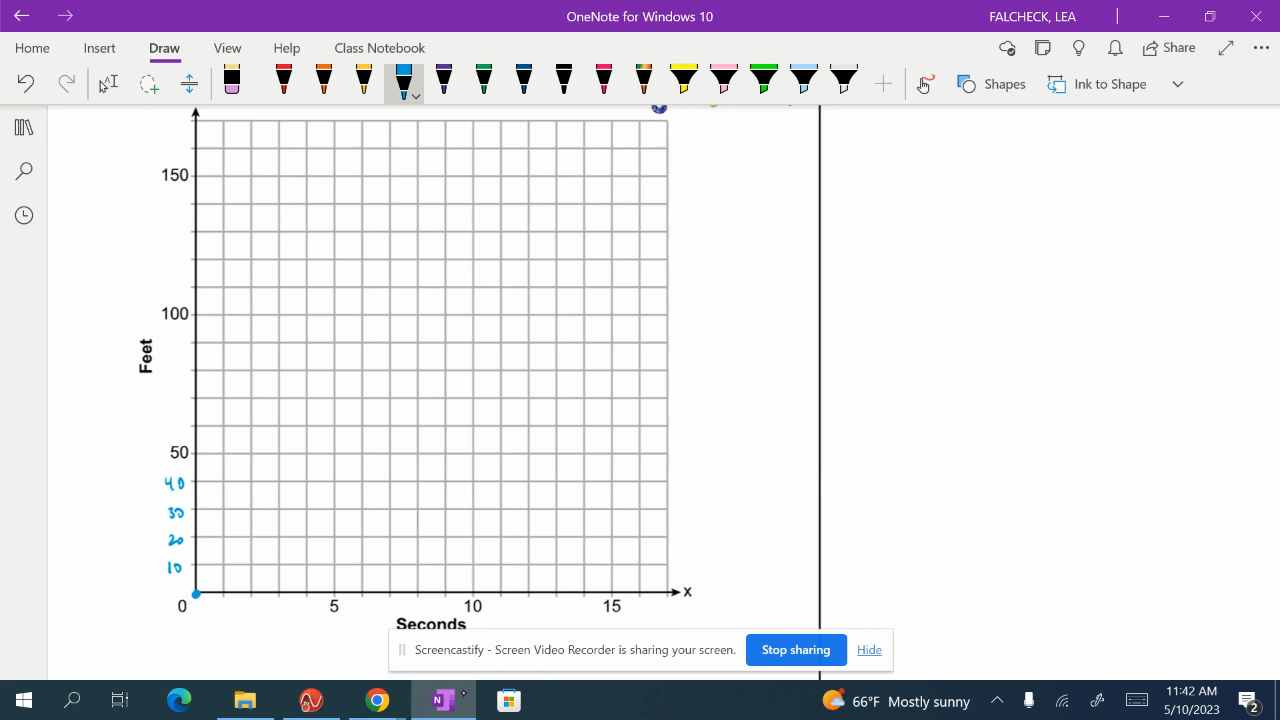 OneNote for Windows 10
FALCHECK, LEA
Home Insert Draw View Help Class Notebook Share
Shapes Ink to Shape
150
100
Feet
50
40
30
20
10
0 5 10 15 x
Seconds
Screencastify - Screen Video Recorder is sharing your screen. Stop sharing Hide
66°F Mostly sunny
11:42 AM
5/10/2023
2